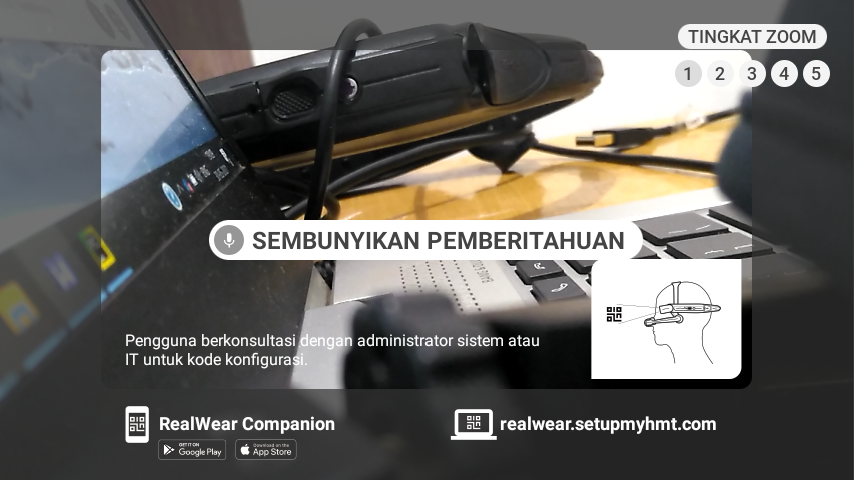 TINGKAT ZOOM
1 2 3 4 5
SEMBUNYIKAN PEMBERITAHUAN
Pengguna berkonsultasi dengan administrator sistem atau
IT untuk kode konfigurasi.
RealWear Companion
GET IT ON
Google Play
Download on the
App Store
realwear.setupmyhmt.com